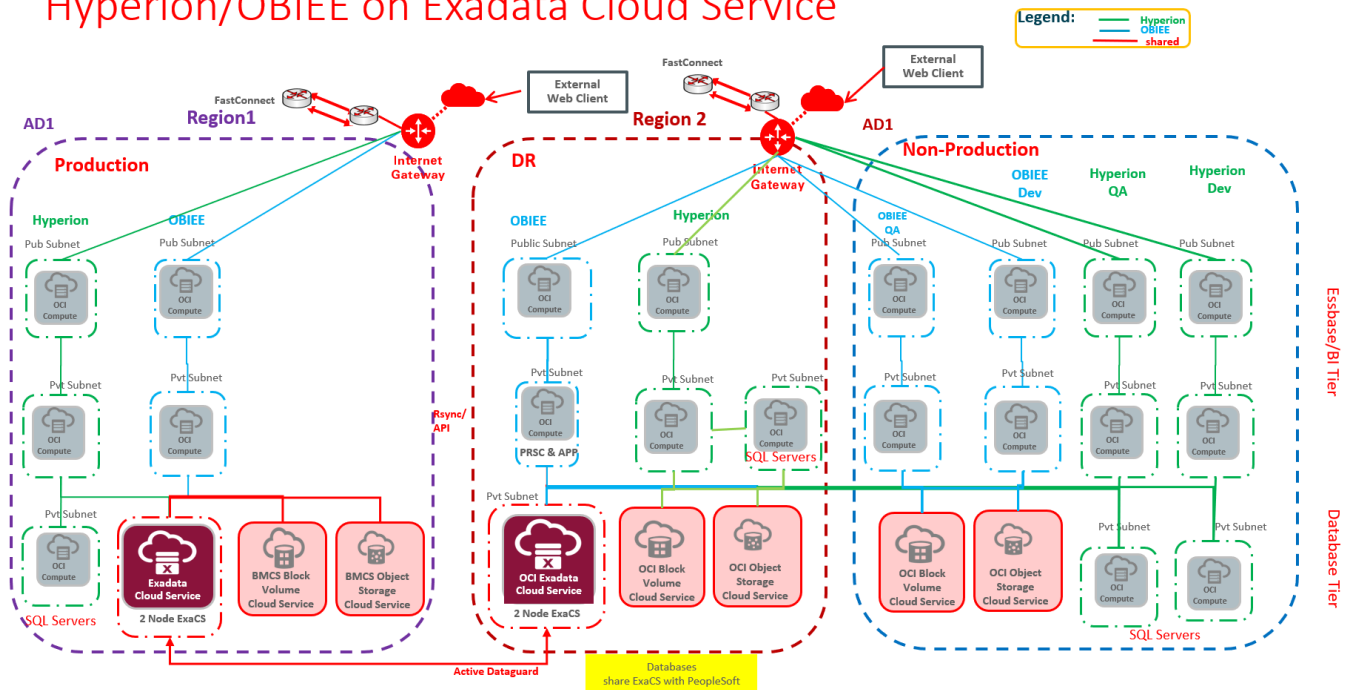 Hyperion/OBIEE on Exadata Cloud Service
Legend:
Hyperion
OBIEE
shared
External
Web Client
FastConnect
Region1
AD1
Production
Internet
Gateway
Hyperion
OBIEE
Pub Subnet
Pub Subnet
OCI
Compute
OCI
Compute
Pvt Subnet
Pvt Subnet
OCI
Compute
OCI
Compute
Pvt Subnet
OCI
Compute
SQL Servers
Exadata
Cloud Service
2 Node ExaCS
BMCS Block
Volume
Cloud Service
BMCS Object
Storage
Cloud Service
Rsync/
API
Active Dataguard
External
Web Client
FastConnect
Region 2
AD1
DR
Internet
Gateway
OBIEE
Hyperion
Public Subnet
Pub Subnet
OCI
Compute
OCI
Compute
Pvt Subnet
Pvt Subnet
Pvt Subnet
OCI
Compute
PRSC & APP
OCI
Compute
OCI
Compute
SQL Servers
Pvt Subnet
OCI Exadata
Cloud Service
2 Node ExaCS
OCI Block
Volume
Cloud Service
OCI Object
Storage
Cloud Service
Databases
share ExaCS with PeopleSoft
Non-Production
OBIEE
QA
OBIEE
Dev
Hyperion
QA
Hyperion
Dev
Pub Subnet
Pub Subnet
Pub Subnet
Pub Subnet
OCI
Compute
OCI
Compute
OCI
Compute
OCI
Compute
Pvt Subnet
Pvt Subnet
Pvt Subnet
Pvt Subnet
OCI
Compute
OCI
Compute
OCI
Compute
OCI
Compute
OCI Block
Volume
Cloud Service
OCI Object
Storage
Cloud Service
Pvt Subnet
Pvt Subnet
OCI
Compute
OCI
Compute
SQL Servers
Essbase/BI Tier
Database Tier